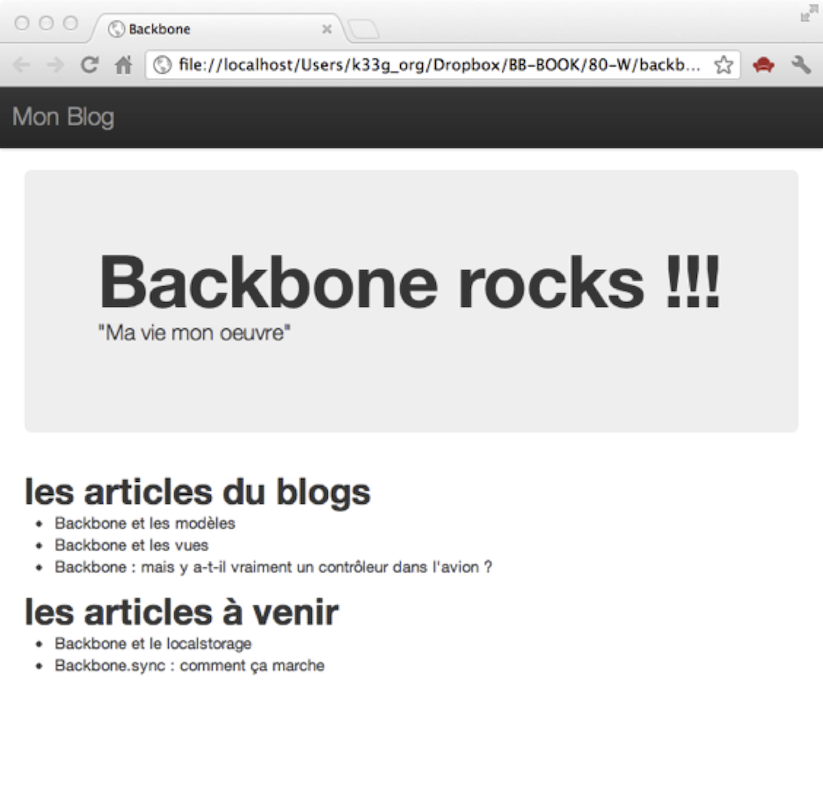 Backbone
file://localhost/Users/k33g_org/Dropbox/BB-BOOK/80-W/backb...
Mon Blog
Backbone rocks !!!
"Ma vie mon oeuvre"
les articles du blogs
Backbone et les modèles
Backbone et les vues
Backbone : mais y a-t-il vraiment un contrôleur dans l'avion ?
les articles à venir
Backbone et le localstorage
Backbone.sync : comment ça marche